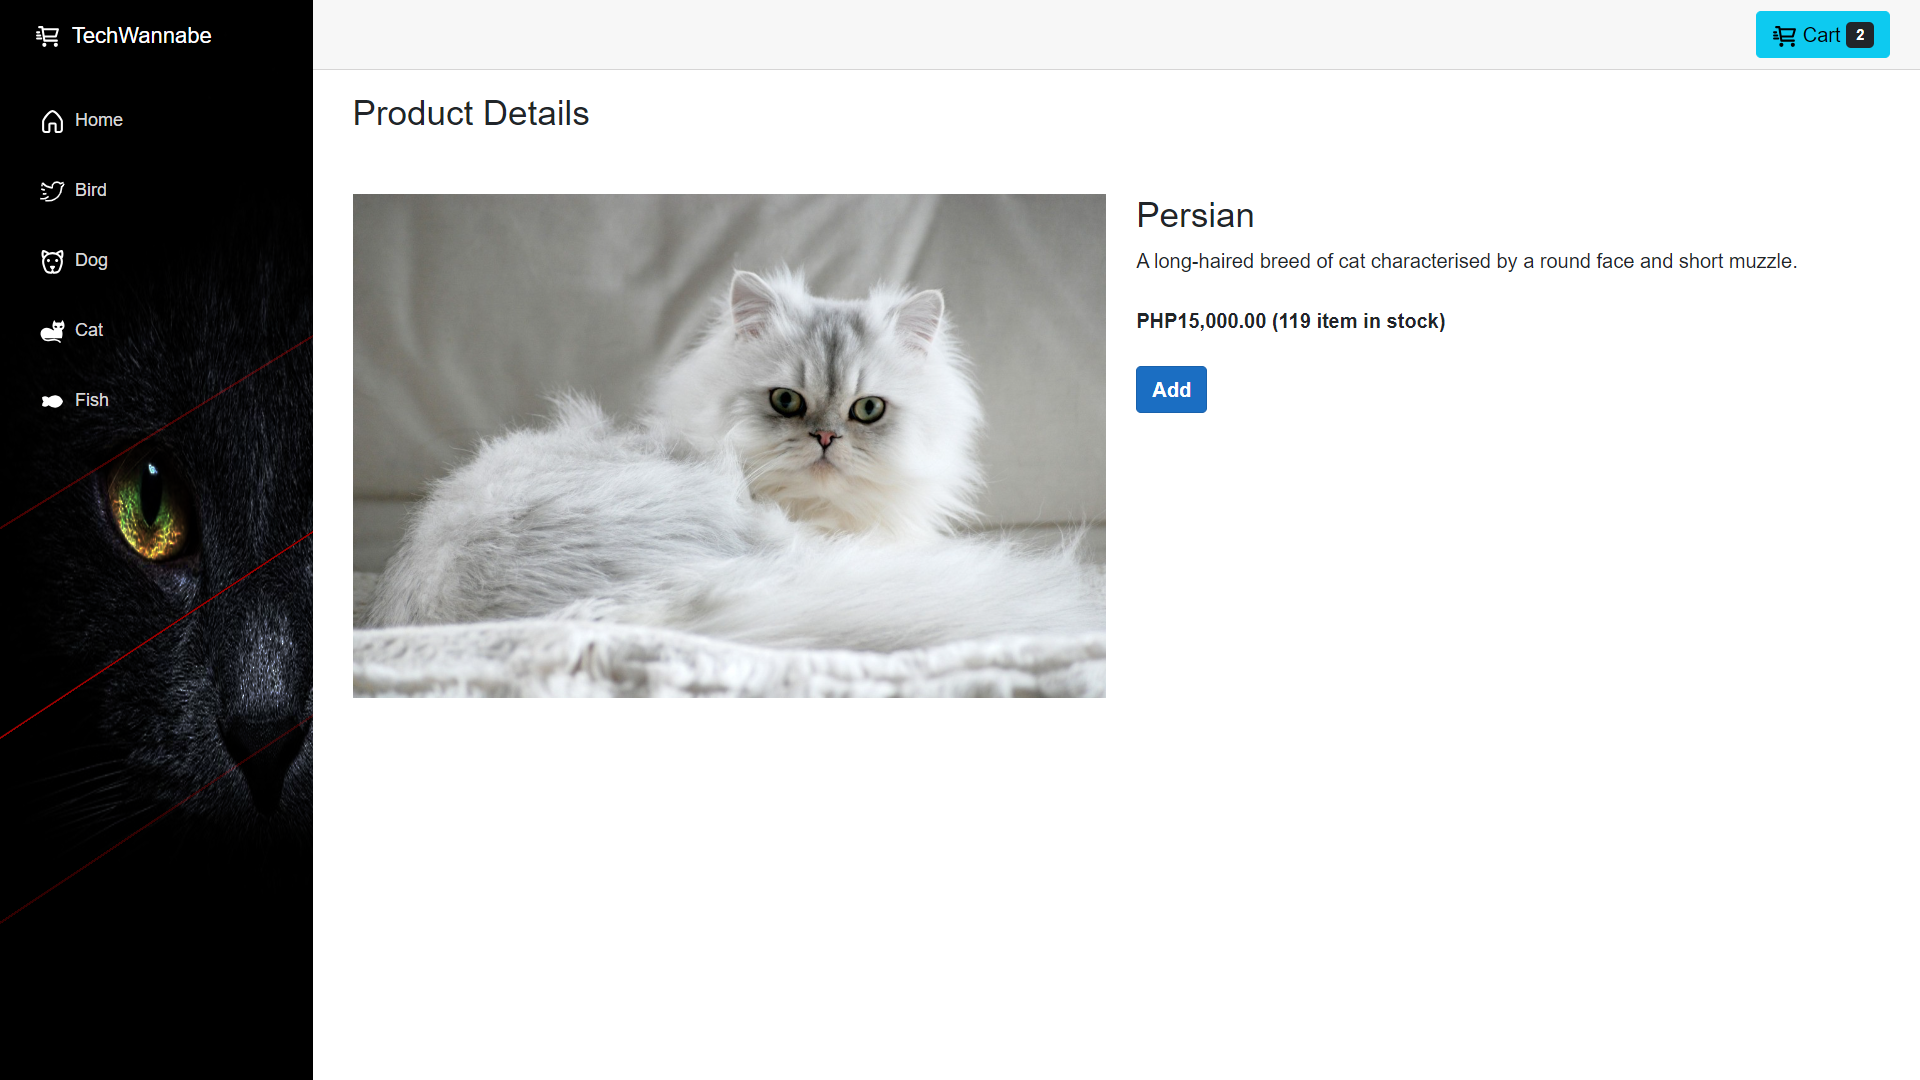 TechWannabe
Cart 2
Home
Bird
Dog
Cat
Fish
Product Details
Persian
A long-haired breed of cat characterised by a round face and short muzzle.
PHP15,000.00 (119 item in stock)
Add